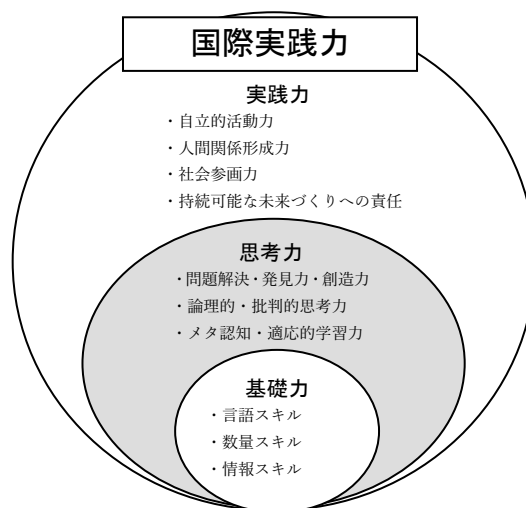 国際実践力
実践力
・自立的活動力
・人間関係形成力
・社会参画力
・持続可能な未来づくりへの責任
思考力
・問題解決・発見力・創造力
・論理的・批判的思考力
・メタ認知・適応的学習力
基礎力
・言語スキル
・数量スキル
・情報スキル